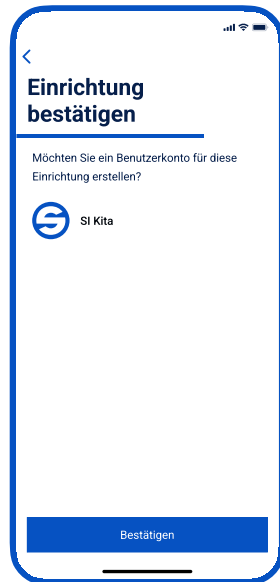 Einrichtung
bestätigen
Möchten Sie ein Benutzerkonto für diese
Einrichtung erstellen?
SI Kita
Bestätigen